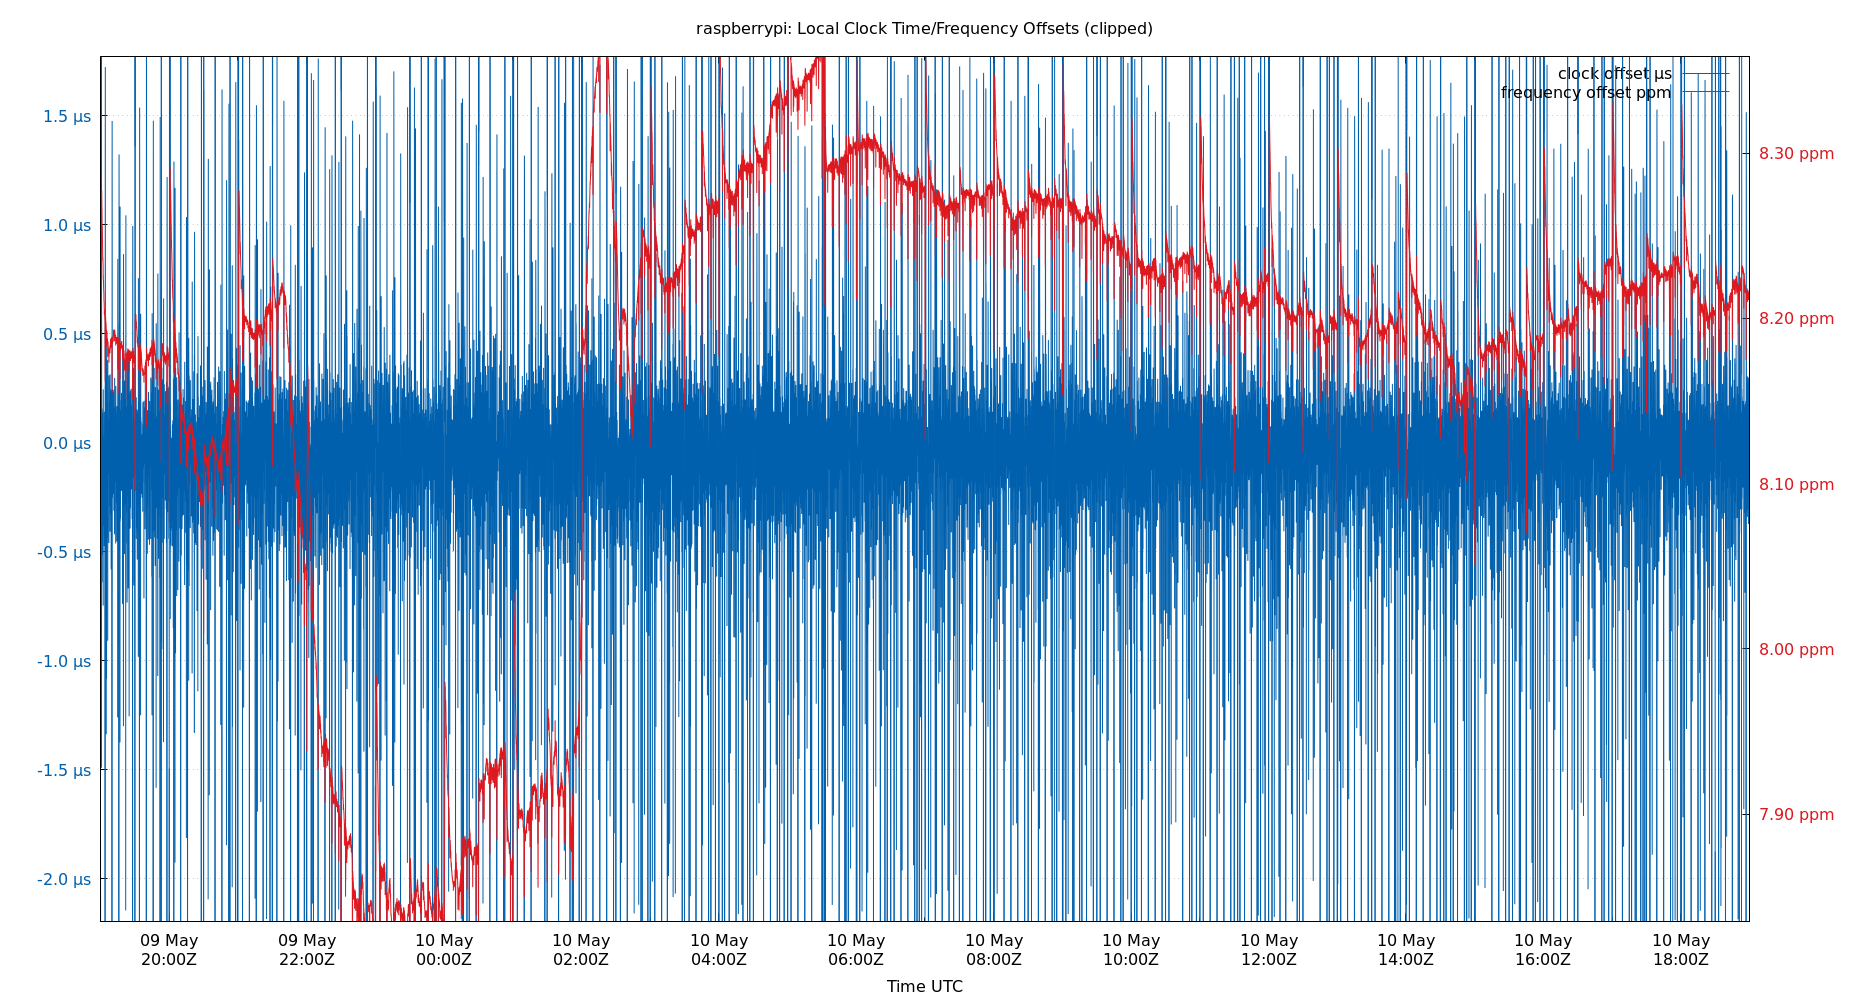 raspberrypi: Local Clock Time/Frequency Offsets (clipped)
clock offset µs
frequency offset ppm
1.5 µs
1.0 µs
0.5 µs
0.0 µs
-0.5 µs
-1.0 µs
-1.5 µs
-2.0 µs
8.30 ppm
8.20 ppm
8.10 ppm
8.00 ppm
7.90 ppm
09 May 09 May 10 May 10 May 10 May 10 May 10 May 10 May 10 May 10 May 10 May 10 May
20:00Z 22:00Z 00:00Z 02:00Z 04:00Z 06:00Z 08:00Z 10:00Z 12:00Z 14:00Z 16:00Z 18:00Z
Time UTC